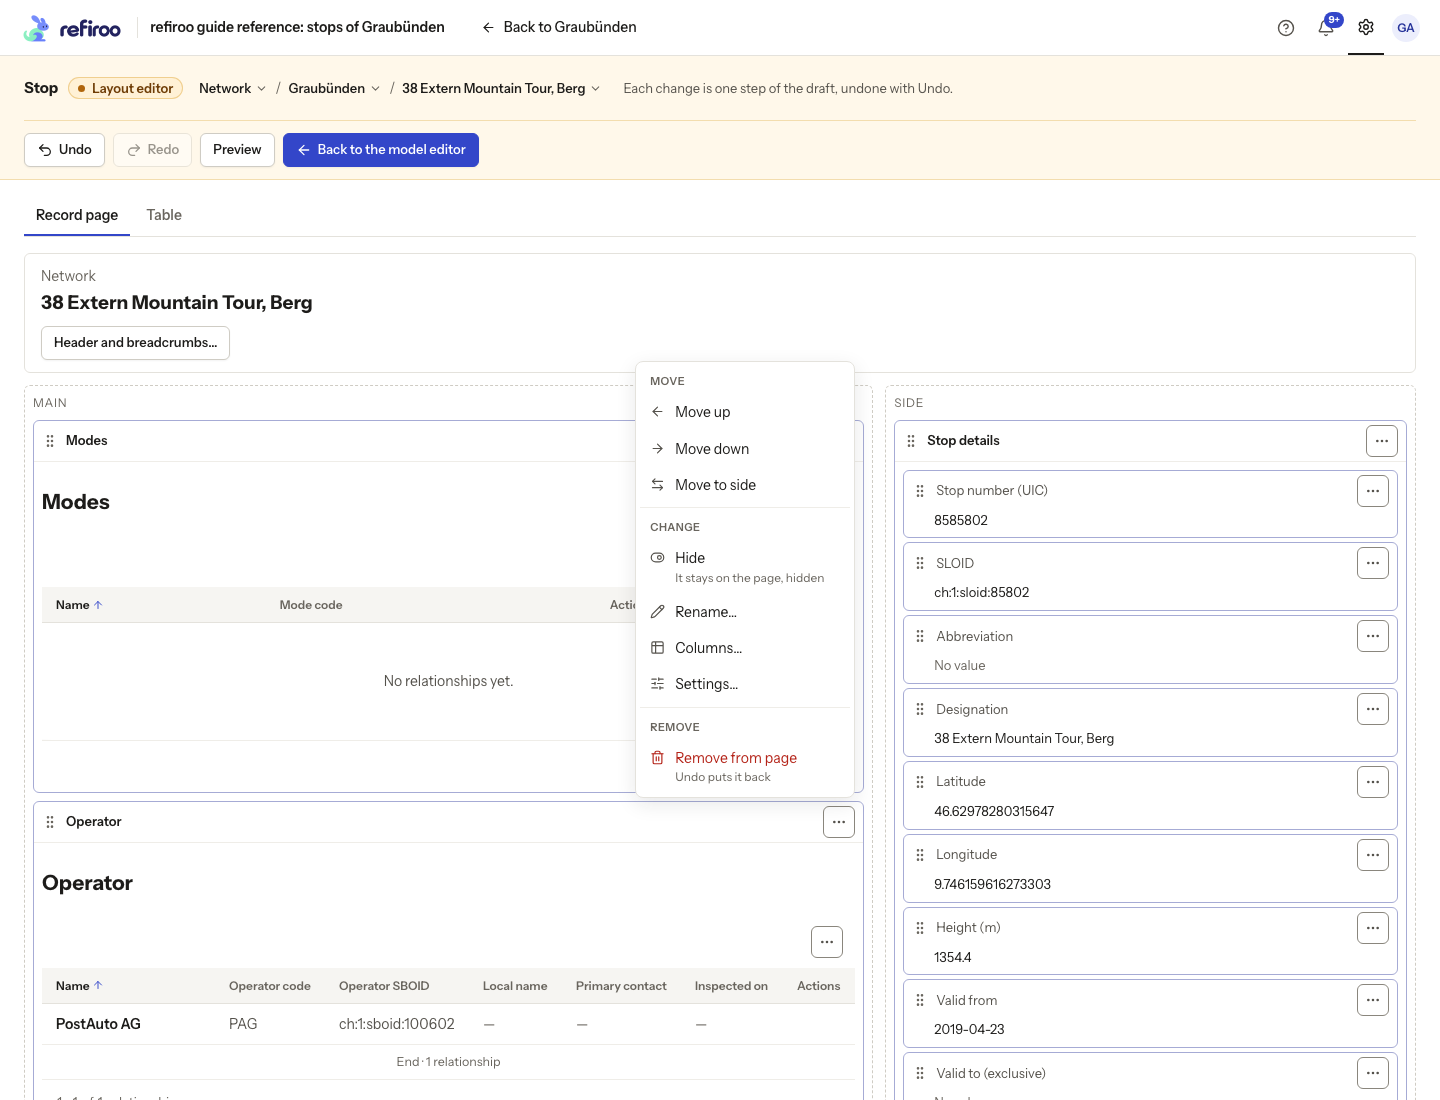 refiroo
refiroo guide reference: stops of Graubünden
Back to Graubünden
9+
GA
Stop
Layout editor
Network / Graubünden / 38 Extern Mountain Tour, Berg
Each change is one step of the draft, undone with Undo.
Undo
Redo
Preview
Back to the model editor
Record page
Table
Network
38 Extern Mountain Tour, Berg
Header and breadcrumbs...
MAIN
Modes
Modes
Name
Mode code
No relationships yet.
MOVE
Move up
Move down
Move to side
CHANGE
Hide
It stays on the page, hidden
Rename...
Columns...
Settings...
REMOVE
Remove from page
Undo puts it back
Operator
Operator
Name Operator code Operator SBOID Local name Primary contact Inspected on Actions
PostAuto AG PAG ch:1:sboid:100602 — — —
End · 1 relationship
SIDE
Stop details
Stop number (UIC)
8585802
SLOID
ch:1:sloid:85802
Abbreviation
No value
Designation
38 Extern Mountain Tour, Berg
Latitude
46.62978280315647
Longitude
9.746159616273303
Height (m)
1354.4
Valid from
2019-04-23
Valid to (exclusive)